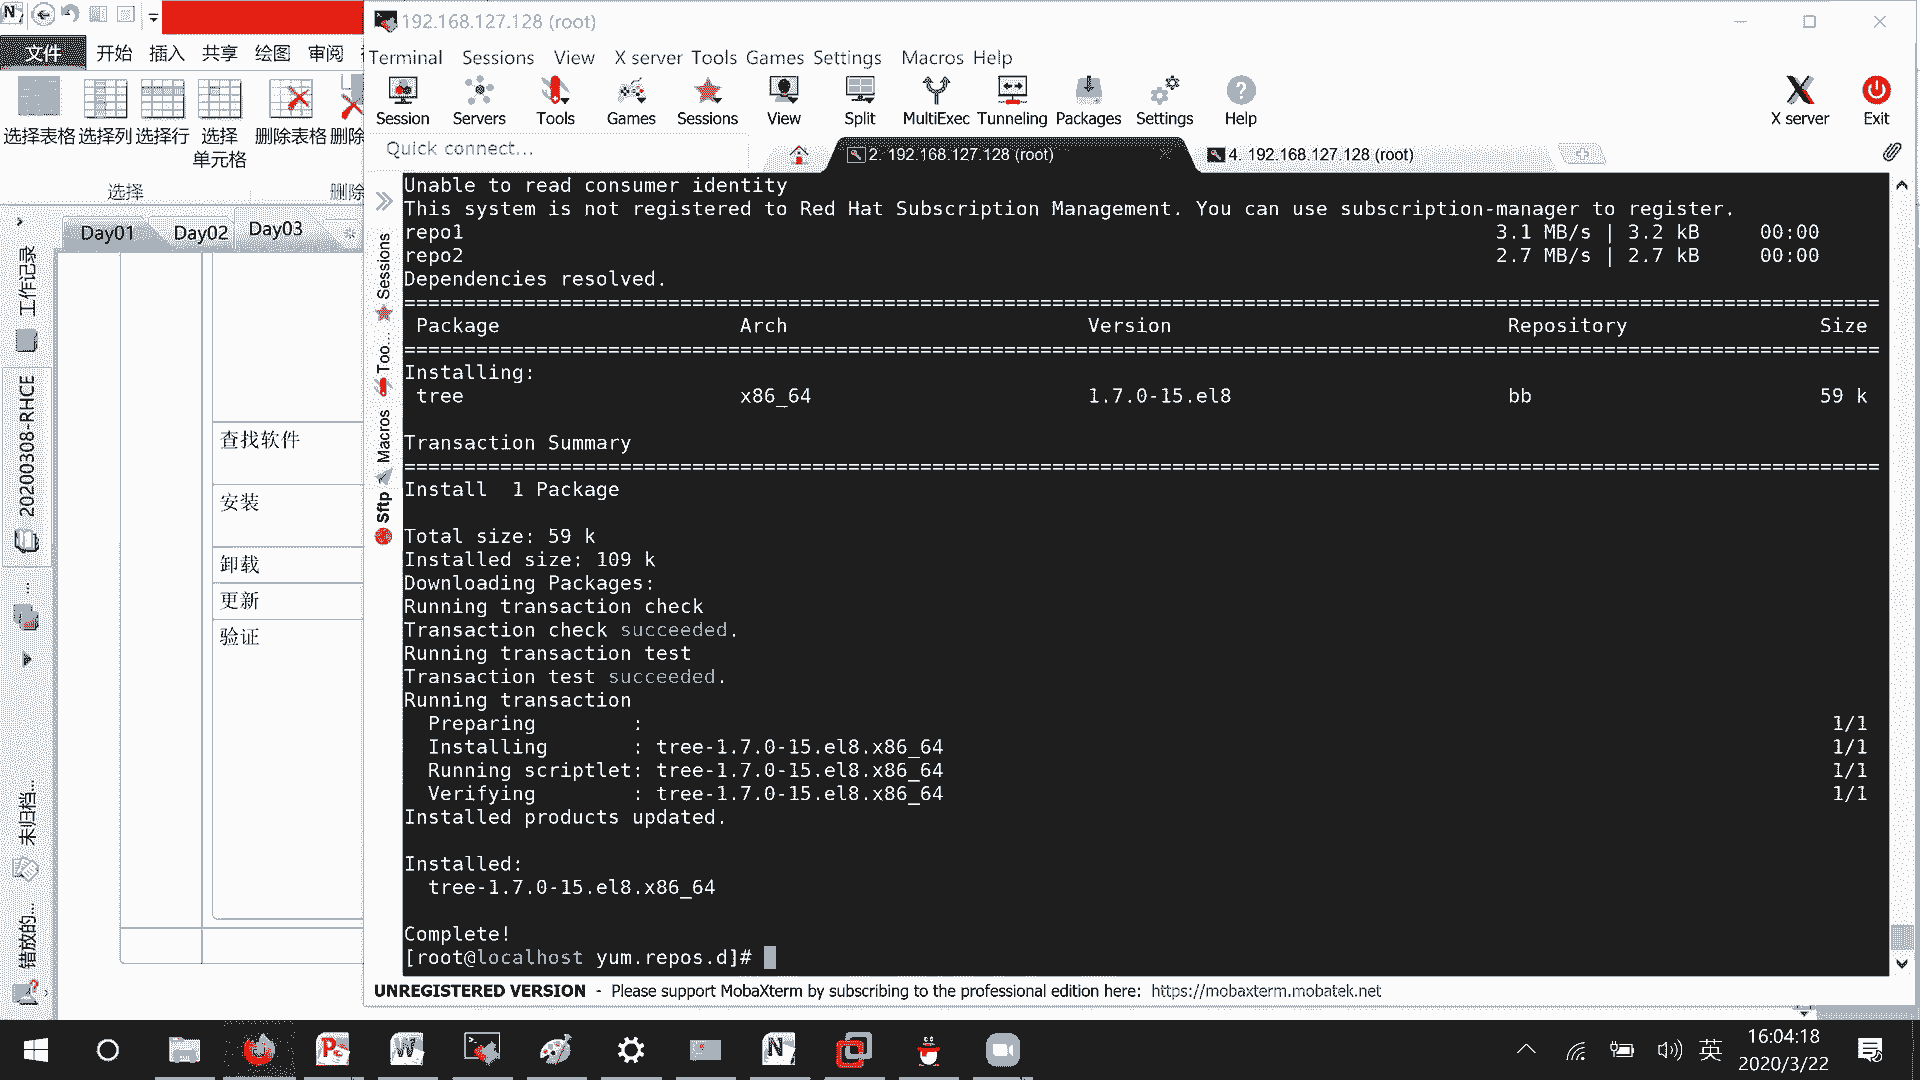 192.168.127.128 (root)
文件 开始 插入 共享 绘图 审阅
Terminal Sessions View X server Tools Games Settings Macros Help
选择表格 选择列 选择行 选择 单元格 删除表格 删除
Session Servers Tools Games Sessions View Split MultiExec Tunneling Packages Settings Help X server Exit
选择 删除
Quick connect...
2. 192.168.127.128 (root)
4. 192.168.127.128 (root)
Day01 Day02 Day03
工作记录
20200308-RHCE
...
未归档...
错放的...
查找软件
安装
卸载
更新
验证
Sessions
Too...
Macros
Sftp
Unable to read consumer identity
This system is not registered to Red Hat Subscription Management. You can use subscription-manager to register.
repo1 3.1 MB/s | 3.2 kB 00:00
repo2 2.7 MB/s | 2.7 kB 00:00
Dependencies resolved.
================================================================================
Package Arch Version Repository Size
================================================================================
Installing:
tree x86_64 1.7.0-15.el8 bb 59 k
Transaction Summary
================================================================================
Install 1 Package
Total size: 59 k
Installed size: 109 k
Downloading Packages:
Running transaction check
Transaction check succeeded.
Running transaction test
Transaction test succeeded.
Running transaction
Preparing : 1/1
Installing : tree-1.7.0-15.el8.x86_64 1/1
Running scriptlet: tree-1.7.0-15.el8.x86_64 1/1
Verifying : tree-1.7.0-15.el8.x86_64 1/1
Installed products updated.
Installed:
tree-1.7.0-15.el8.x86_64
Complete!
[root@localhost yum.repos.d]#
UNREGISTERED VERSION - Please support MobaXterm by subscribing to the professional edition here: https://mobaxterm.mobatek.net
英
16:04:18
2020/3/22